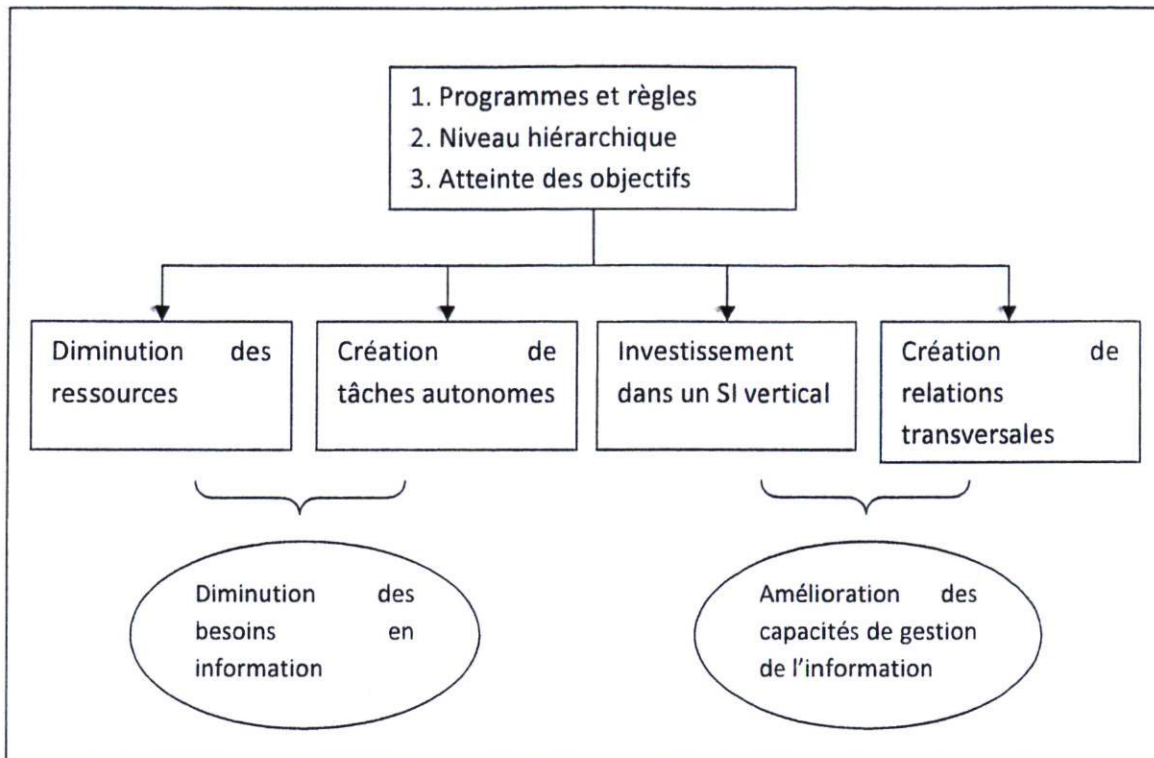 1. Programmes et règles
2. Niveau hiérarchique
3. Atteinte des objectifs
Diminution des
ressources
Création de
tâches autonomes
Investissement
dans un SI vertical
Création de
relations
transversales
Diminution des
besoins en
information
Amélioration des
capacités de gestion
de l'information